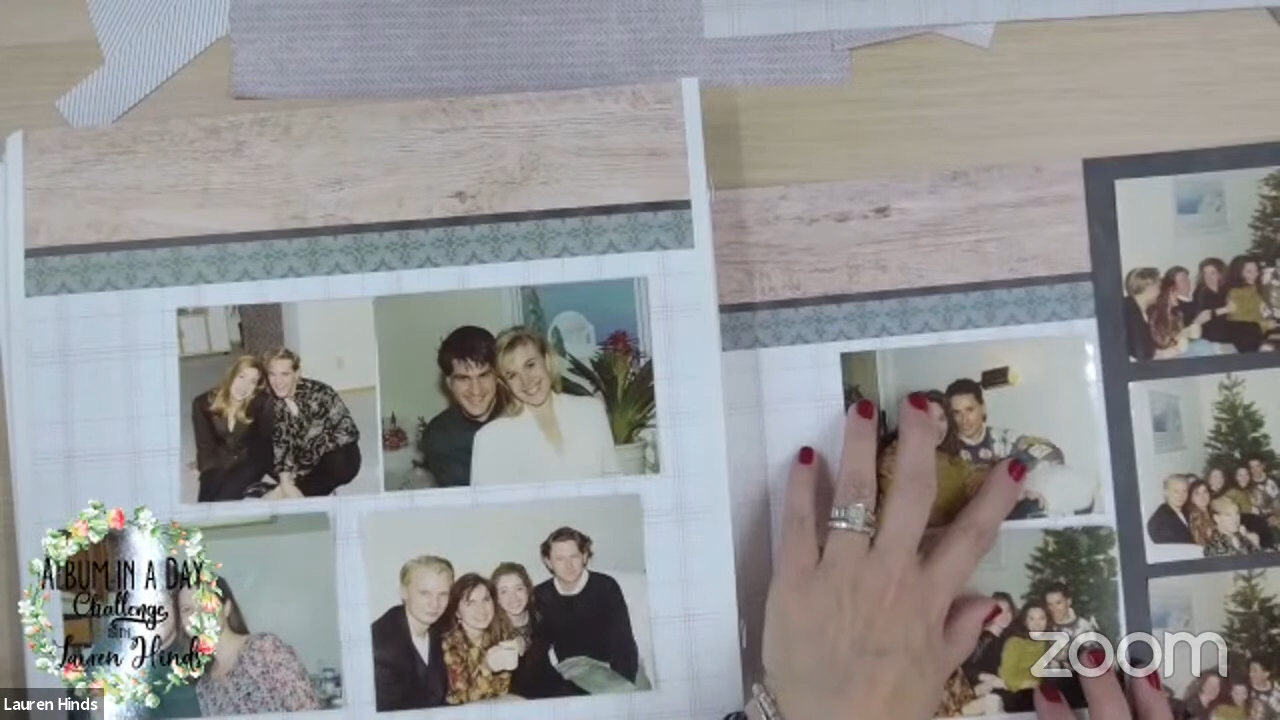 ALBUM IN A DAY
Challenge
WITH
Lauren Hinds
zoom
Lauren Hinds